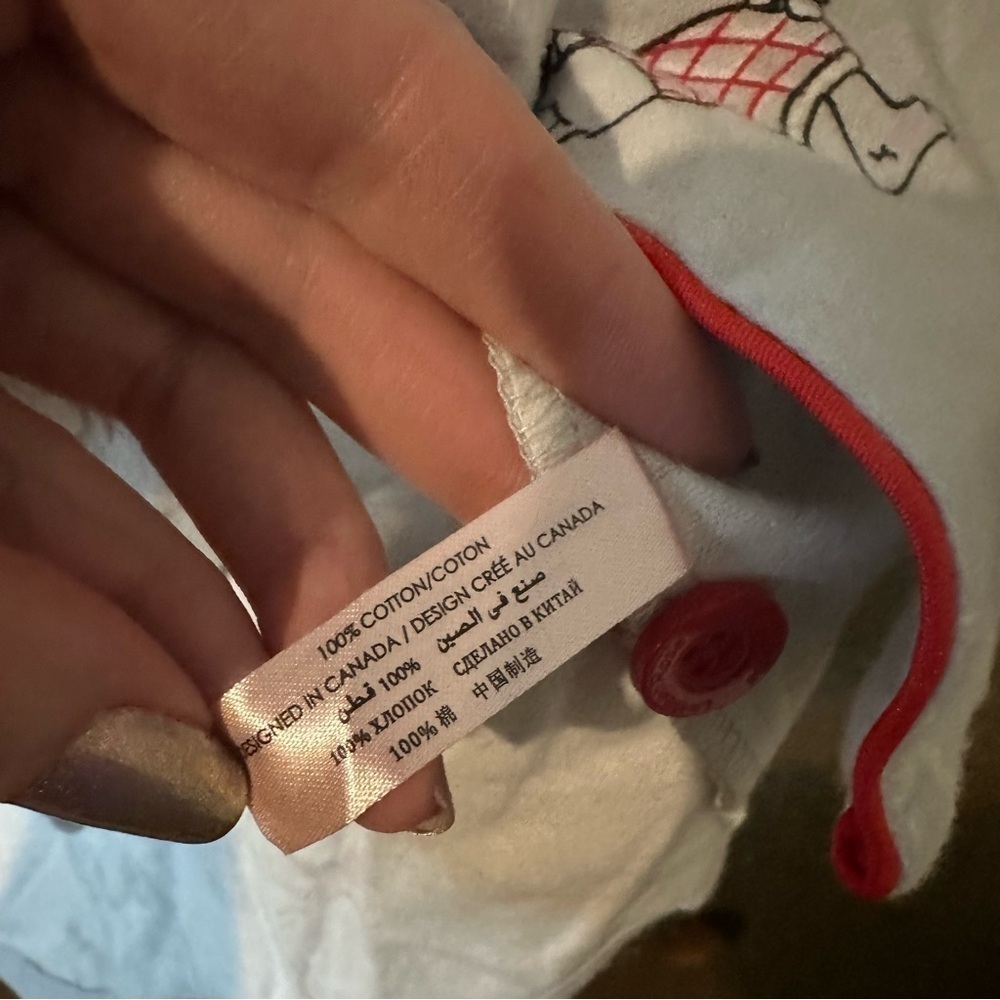 100% COTTON/COTON
ESIGNED IN CANADA / DESIGN CRÉÉ AU CANADA
100% قطن صنع في الصين
100% ХЛОПОК СДЕЛАНО В КИТАЙ
100% 棉 中国制造